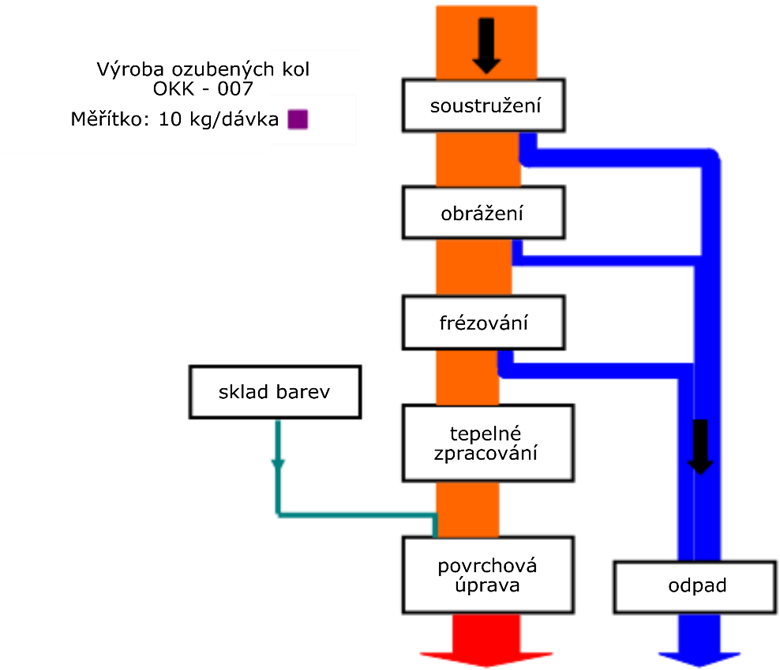 Výroba ozubených kol
OKK - 007
Měřítko: 10 kg/dávka
soustružení
obrážení
frézování
sklad barev
tepelné
zpracování
povrchová
úprava
odpad